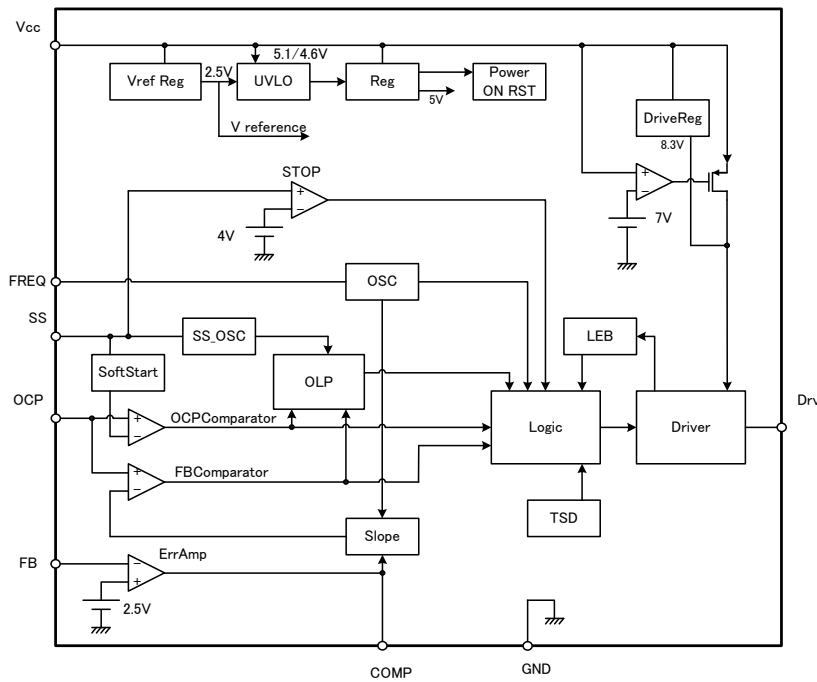 Vcc
5.1/4.6V
Vref Reg
2.5V
UVLO
Reg
5V
Power
ON RST
DriveReg
8.3V
V reference
STOP
+
−
4V
+
−
7V
FREQ
OSC
SS
SS_OSC
LEB
SoftStart
OLP
OCP
+
−
OCPComparator
Logic
Driver
Drv
+
−
FBComparator
TSD
Slope
FB
ErrAmp
−
+
2.5V
COMP
GND